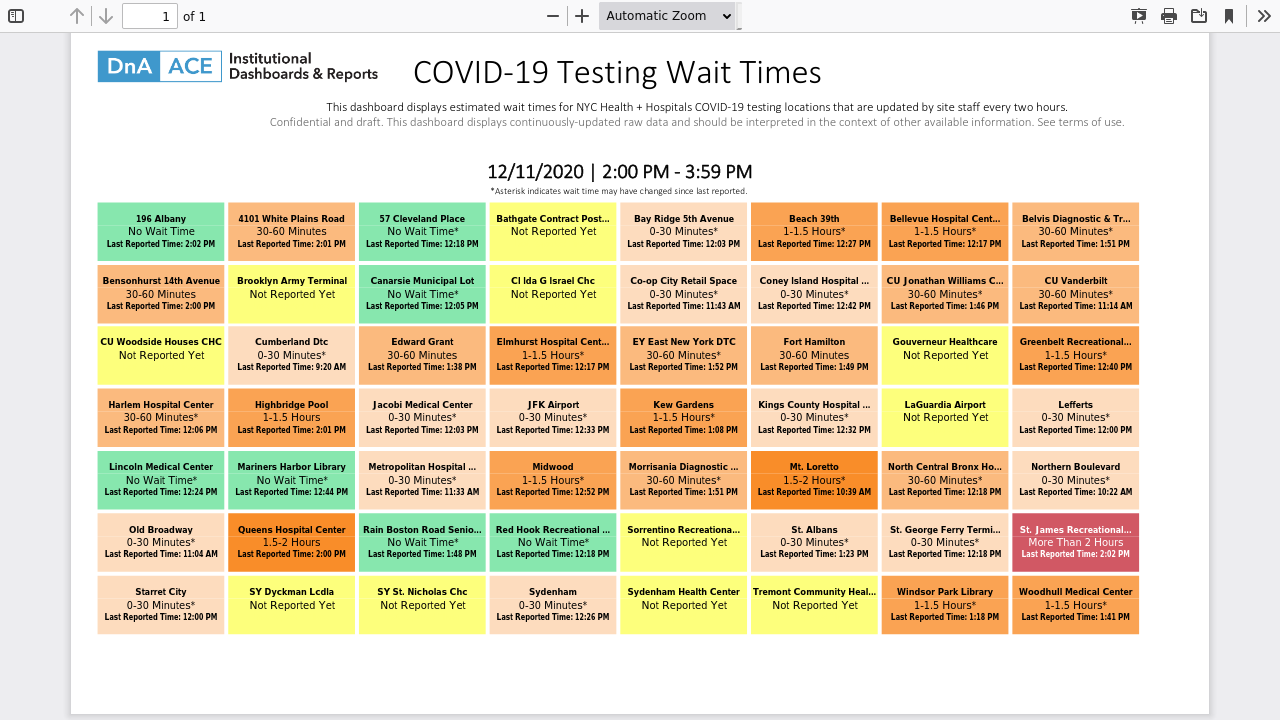 1 of 1 Automatic Zoom
DnA ACE Institutional
Dashboards & Reports
COVID-19 Testing Wait Times
This dashboard displays estimated wait times for NYC Health + Hospitals COVID-19 testing locations that are updated by site staff every two hours.
Confidential and draft. This dashboard displays continuously-updated raw data and should be interpreted in the context of other available information. See terms of use.
12/11/2020 | 2:00 PM - 3:59 PM
*Asterisk indicates wait time may have changed since last reported.
196 Albany
No Wait Time
Last Reported Time: 2:02 PM
4101 White Plains Road
30-60 Minutes
Last Reported Time: 2:01 PM
57 Cleveland Place
No Wait Time*
Last Reported Time: 12:18 PM
Bathgate Contract Post...
Not Reported Yet
Bay Ridge 5th Avenue
0-30 Minutes*
Last Reported Time: 12:03 PM
Beach 39th
1-1.5 Hours*
Last Reported Time: 12:27 PM
Bellevue Hospital Cent...
1-1.5 Hours*
Last Reported Time: 12:17 PM
Belvis Diagnostic & Tr...
30-60 Minutes*
Last Reported Time: 1:51 PM
Bensonhurst 14th Avenue
30-60 Minutes
Last Reported Time: 2:00 PM
Brooklyn Army Terminal
Not Reported Yet
Canarsie Municipal Lot
No Wait Time*
Last Reported Time: 12:05 PM
Cl Ida G Israel Chc
Not Reported Yet
Co-op City Retail Space
0-30 Minutes*
Last Reported Time: 11:43 AM
Coney Island Hospital ...
0-30 Minutes*
Last Reported Time: 12:42 PM
CU Jonathan Williams C...
30-60 Minutes*
Last Reported Time: 1:46 PM
CU Vanderbilt
30-60 Minutes*
Last Reported Time: 11:14 AM
CU Woodside Houses CHC
Not Reported Yet
Cumberland Dtc
0-30 Minutes*
Last Reported Time: 9:20 AM
Edward Grant
30-60 Minutes
Last Reported Time: 1:38 PM
Elmhurst Hospital Cent...
1-1.5 Hours*
Last Reported Time: 12:17 PM
EY East New York DTC
30-60 Minutes*
Last Reported Time: 1:52 PM
Fort Hamilton
30-60 Minutes
Last Reported Time: 1:49 PM
Gouverneur Healthcare
Not Reported Yet
Greenbelt Recreational...
1-1.5 Hours*
Last Reported Time: 12:40 PM
Harlem Hospital Center
30-60 Minutes*
Last Reported Time: 12:06 PM
Highbridge Pool
1-1.5 Hours
Last Reported Time: 2:01 PM
Jacobi Medical Center
0-30 Minutes*
Last Reported Time: 12:03 PM
JFK Airport
0-30 Minutes*
Last Reported Time: 12:33 PM
Kew Gardens
1-1.5 Hours*
Last Reported Time: 1:08 PM
Kings County Hospital ...
0-30 Minutes*
Last Reported Time: 12:32 PM
LaGuardia Airport
Not Reported Yet
Lefferts
0-30 Minutes*
Last Reported Time: 12:00 PM
Lincoln Medical Center
No Wait Time*
Last Reported Time: 12:24 PM
Mariners Harbor Library
No Wait Time*
Last Reported Time: 12:44 PM
Metropolitan Hospital ...
0-30 Minutes*
Last Reported Time: 11:33 AM
Midwood
1-1.5 Hours*
Last Reported Time: 12:52 PM
Morrisania Diagnostic ...
30-60 Minutes*
Last Reported Time: 1:51 PM
Mt. Loretto
1.5-2 Hours*
Last Reported Time: 10:39 AM
North Central Bronx Ho...
30-60 Minutes*
Last Reported Time: 12:18 PM
Northern Boulevard
0-30 Minutes*
Last Reported Time: 10:22 AM
Old Broadway
0-30 Minutes*
Last Reported Time: 11:04 AM
Queens Hospital Center
1.5-2 Hours
Last Reported Time: 2:00 PM
Rain Boston Road Senio...
No Wait Time*
Last Reported Time: 1:48 PM
Red Hook Recreational ...
No Wait Time*
Last Reported Time: 12:18 PM
Sorrentino Recreationa...
Not Reported Yet
St. Albans
0-30 Minutes*
Last Reported Time: 1:23 PM
St. George Ferry Termi...
0-30 Minutes*
Last Reported Time: 12:18 PM
St. James Recreational...
More Than 2 Hours
Last Reported Time: 2:02 PM
Starret City
0-30 Minutes*
Last Reported Time: 12:00 PM
SY Dyckman Lcdla
Not Reported Yet
SY St. Nicholas Chc
Not Reported Yet
Sydenham
0-30 Minutes*
Last Reported Time: 12:26 PM
Sydenham Health Center
Not Reported Yet
Tremont Community Heal...
Not Reported Yet
Windsor Park Library
1-1.5 Hours*
Last Reported Time: 1:18 PM
Woodhull Medical Center
1-1.5 Hours*
Last Reported Time: 1:41 PM